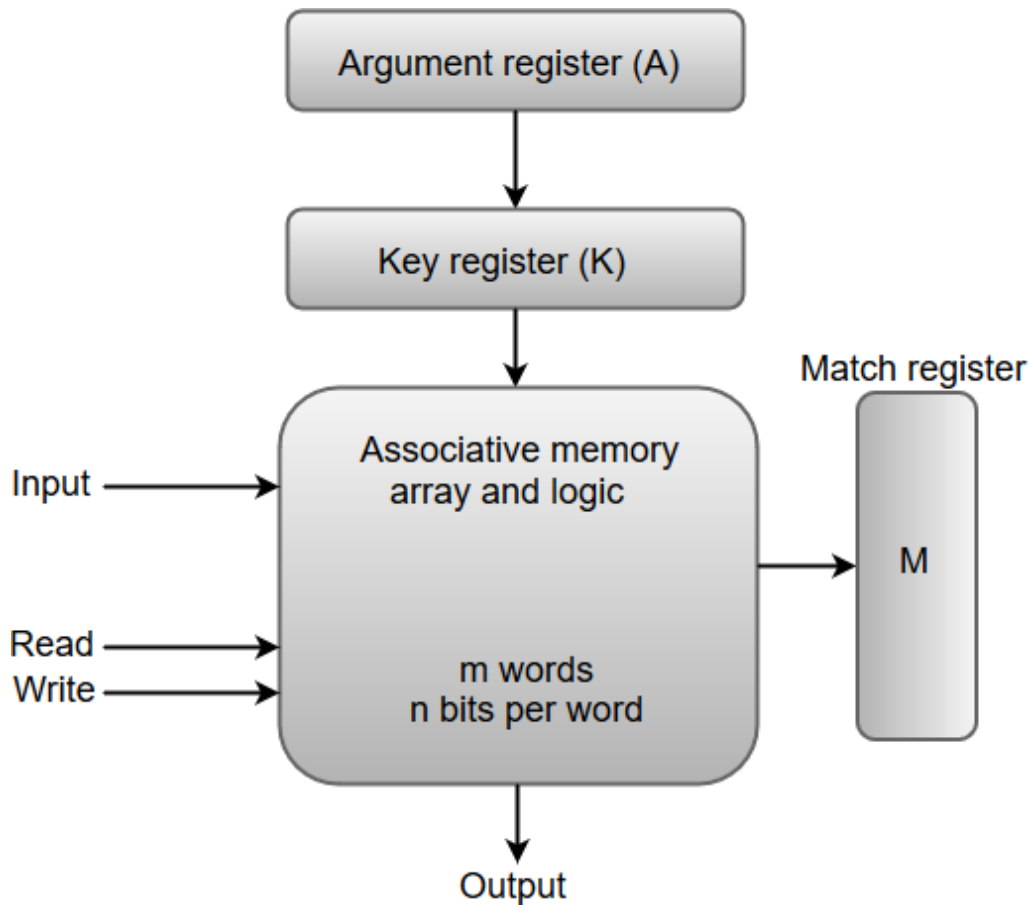 Argument register (A)
Key register (K)
Match register
Associative memory
array and logic
Input
M
Read
Write
m words
n bits per word
Output